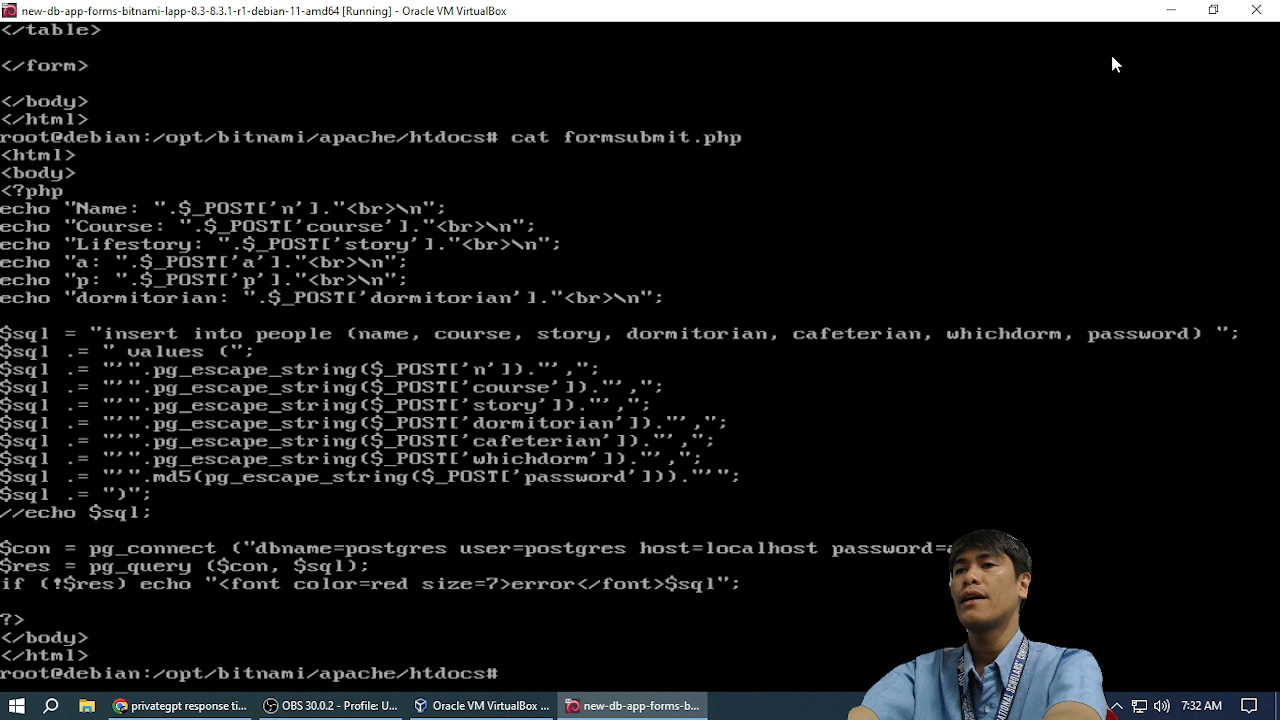 new-db-app-forms-bitnami-lapp-8.3-8.3.1-r1-debian-11-amd64 [Running] - Oracle VM VirtualBox
</table>
</form>
</body>
</html>
root@debian:/opt/bitnami/apache/htdocs# cat formsubmit.php
<html>
<body>
<?php
echo "Name: ".$_POST['n']."<br>\n";
echo "Course: ".$_POST['course']."<br>\n";
echo "Lifestory: ".$_POST['story']."<br>\n";
echo "a: ".$_POST['a']."<br>\n";
echo "p: ".$_POST['p']."<br>\n";
echo "dormitorian: ".$_POST['dormitorian']."<br>\n";
$sql = "insert into people (name, course, story, dormitorian, cafeterian, whichdorm, password) ";
$sql .= " values (";
$sql .= "'".pg_escape_string($_POST['n'])."',";
$sql .= "'".pg_escape_string($_POST['course'])."',";
$sql .= "'".pg_escape_string($_POST['story'])."',";
$sql .= "'".pg_escape_string($_POST['dormitorian'])."',";
$sql .= "'".pg_escape_string($_POST['cafeterian'])."',";
$sql .= "'".pg_escape_string($_POST['whichdorm'])."',";
$sql .= "'".md5(pg_escape_string($_POST['password']))."'";
$sql .= ")";
//echo $sql;
$con = pg_connect ("dbname=postgres user=postgres host=localhost password=
$res = pg_query ($con, $sql);
if (!$res) echo "<font color=red size=7>error</font>$sql";
?>
</body>
</html>
root@debian:/opt/bitnami/apache/htdocs#
privategpt response ti...
OBS 30.0.2 - Profile: U...
Oracle VM VirtualBox ...
new-db-app-forms-b...
7:32 AM